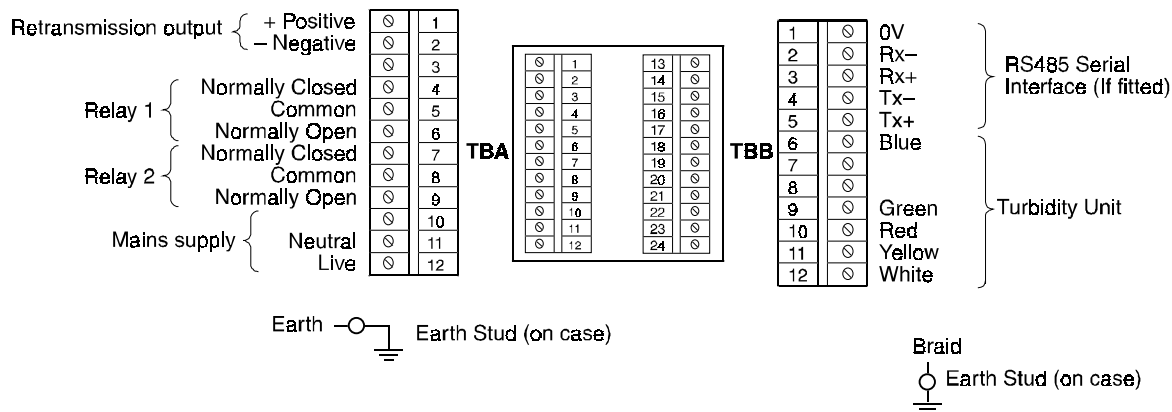 Retransmission output
+ Positive 1
– Negative 2
3
Relay 1
Normally Closed 4
Common 5
Normally Open 6
Relay 2
Normally Closed 7
Common 8
Normally Open 9
Mains supply
10
Neutral 11
Live 12
TBA
1 13
2 14
3 15
4 16
5 17
6 18
7 19
8 20
9 21
10 22
11 23
12 24
TBB
1 0V
2 Rx–
3 Rx+
4 Tx–
5 Tx+
RS485 Serial
Interface (If fitted)
6 Blue
7
8
9 Green
10 Red
11 Yellow
12 White
Turbidity Unit
Earth
Earth Stud (on case)
Braid
Earth Stud (on case)